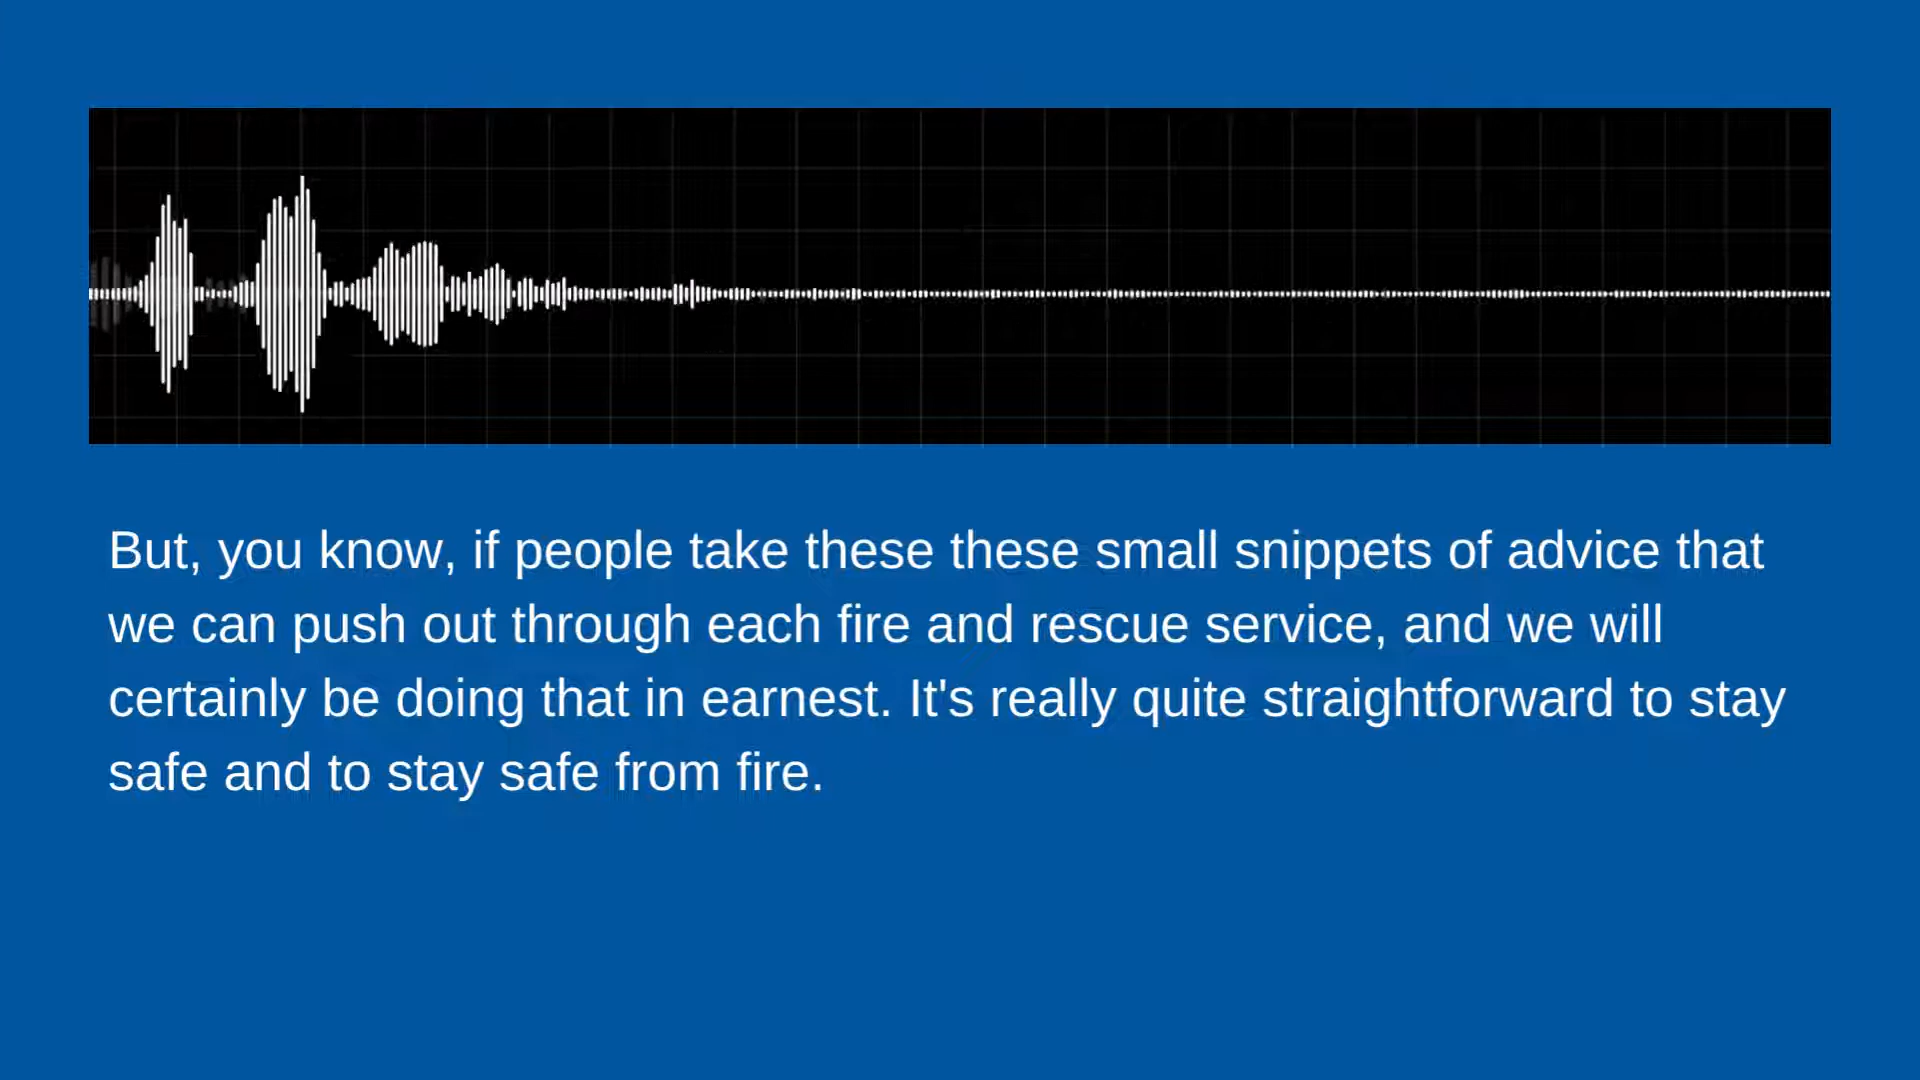 But, you know, if people take these these small snippets of advice that
we can push out through each fire and rescue service, and we will
certainly be doing that in earnest. It's really quite straightforward to stay
safe and to stay safe from fire.